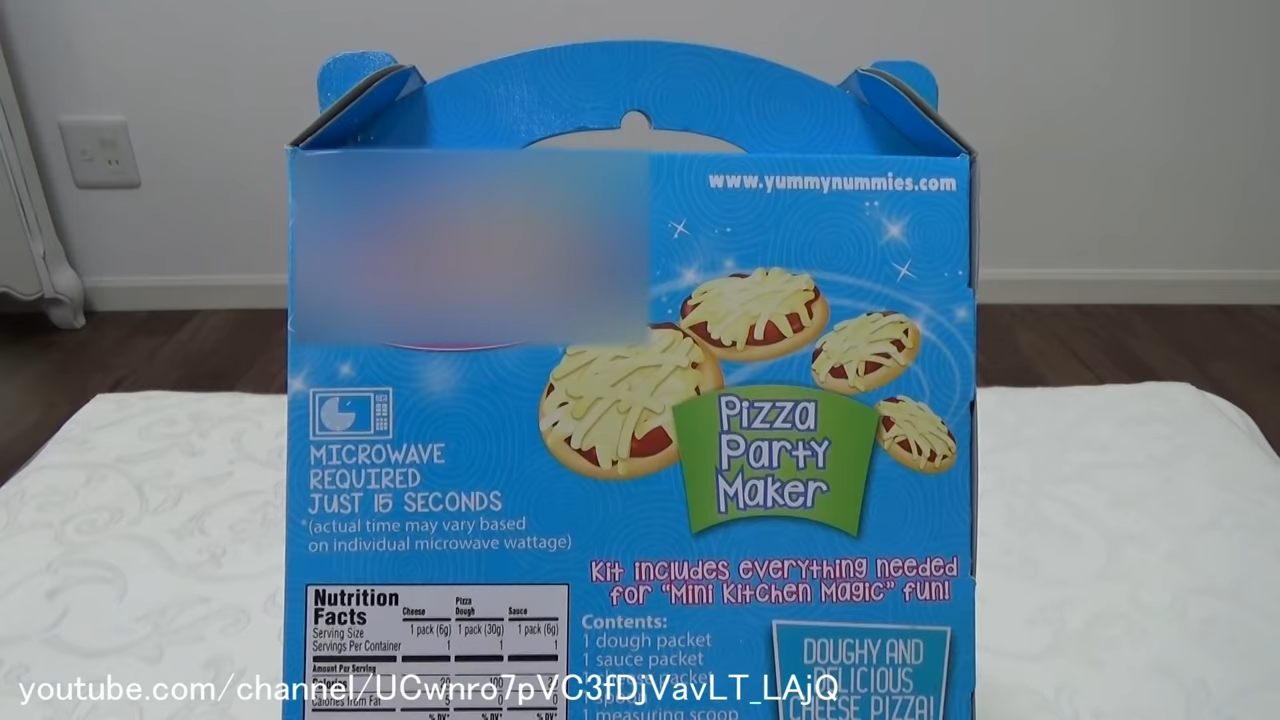 www.yummynummies.com
Pizza
Party
Maker
MICROWAVE
REQUIRED
JUST 15 SECONDS
*(actual time may vary based
on individual microwave wattage)
Kit includes everything needed
for "Mini Kitchen Magic" fun!
Nutrition
Facts
Cheese Pizza Dough Sauce
Serving Size 1 pack (6g) 1 pack (30g) 1 pack (6g)
Servings Per Container 1 1 1
Amount Per Serving
Calories
Calories from Fat
% DV* % DV* % DV*
Contents:
1 dough packet
1 sauce packet
1 measuring scoop
DOUGHY AND
DELICIOUS
CHEESE PIZZA!
youtube.com/channel/UCwnro7pVC3fDjVavLT_LAjQ